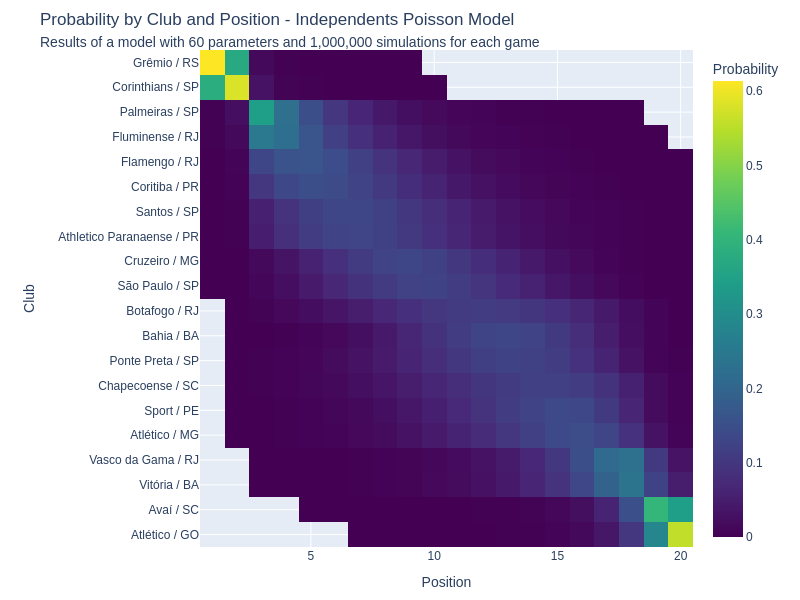 Probability by Club and Position - Independents Poisson Model
Results of a model with 60 parameters and 1,000,000 simulations for each game
Probability
Grêmio / RS
Corinthians / SP
Palmeiras / SP
Fluminense / RJ
Flamengo / RJ
Coritiba / PR
Santos / SP
Athletico Paranaense / PR
Cruzeiro / MG
São Paulo / SP
Botafogo / RJ
Bahia / BA
Ponte Preta / SP
Chapecoense / SC
Sport / PE
Atlético / MG
Vasco da Gama / RJ
Vitória / BA
Avaí / SC
Atlético / GO
Club
5 10 15 20
Position
0.6
0.5
0.4
0.3
0.2
0.1
0